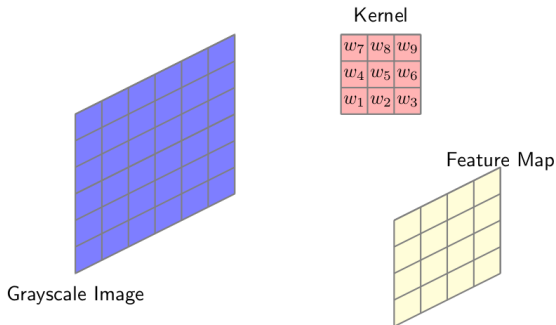 Kernel
w₇ w₈ w₉
w₄ w₅ w₆
w₁ w₂ w₃
Feature Map
Grayscale Image